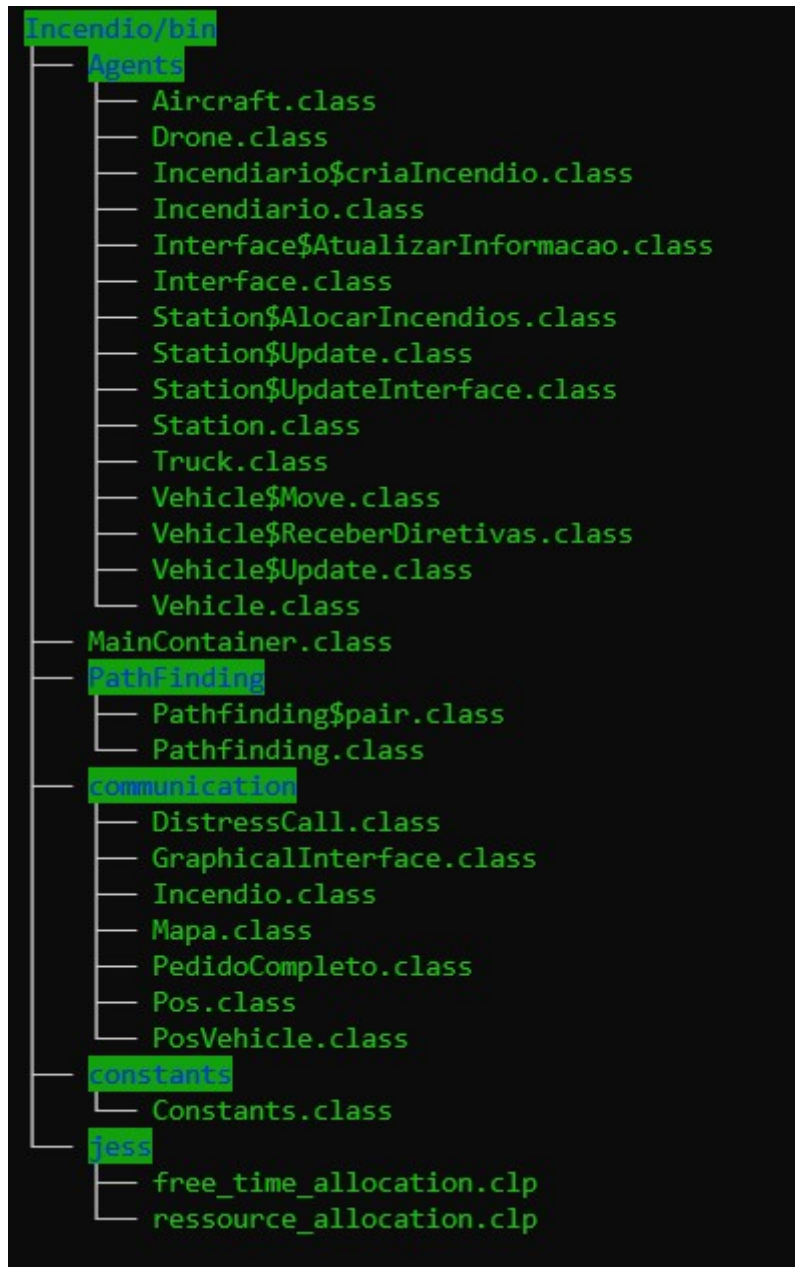 Incendio/bin
├── Agents
│   ├── Aircraft.class
│   ├── Drone.class
│   ├── Incendiario$criaIncendio.class
│   ├── Incendiario.class
│   ├── Interface$AtualizarInformacao.class
│   ├── Interface.class
│   ├── Station$AlocarIncendios.class
│   ├── Station$Update.class
│   ├── Station$UpdateInterface.class
│   ├── Station.class
│   ├── Truck.class
│   ├── Vehicle$Move.class
│   ├── Vehicle$ReceberDiretivas.class
│   ├── Vehicle$Update.class
│   └── Vehicle.class
├── MainContainer.class
├── PathFinding
│   ├── Pathfinding$pair.class
│   └── Pathfinding.class
├── communication
│   ├── DistressCall.class
│   ├── GraphicalInterface.class
│   ├── Incendio.class
│   ├── Mapa.class
│   ├── PedidoCompleto.class
│   ├── Pos.class
│   └── PosVehicle.class
├── constants
│   └── Constants.class
└── jess
    ├── free_time_allocation.clp
    └── ressource_allocation.clp